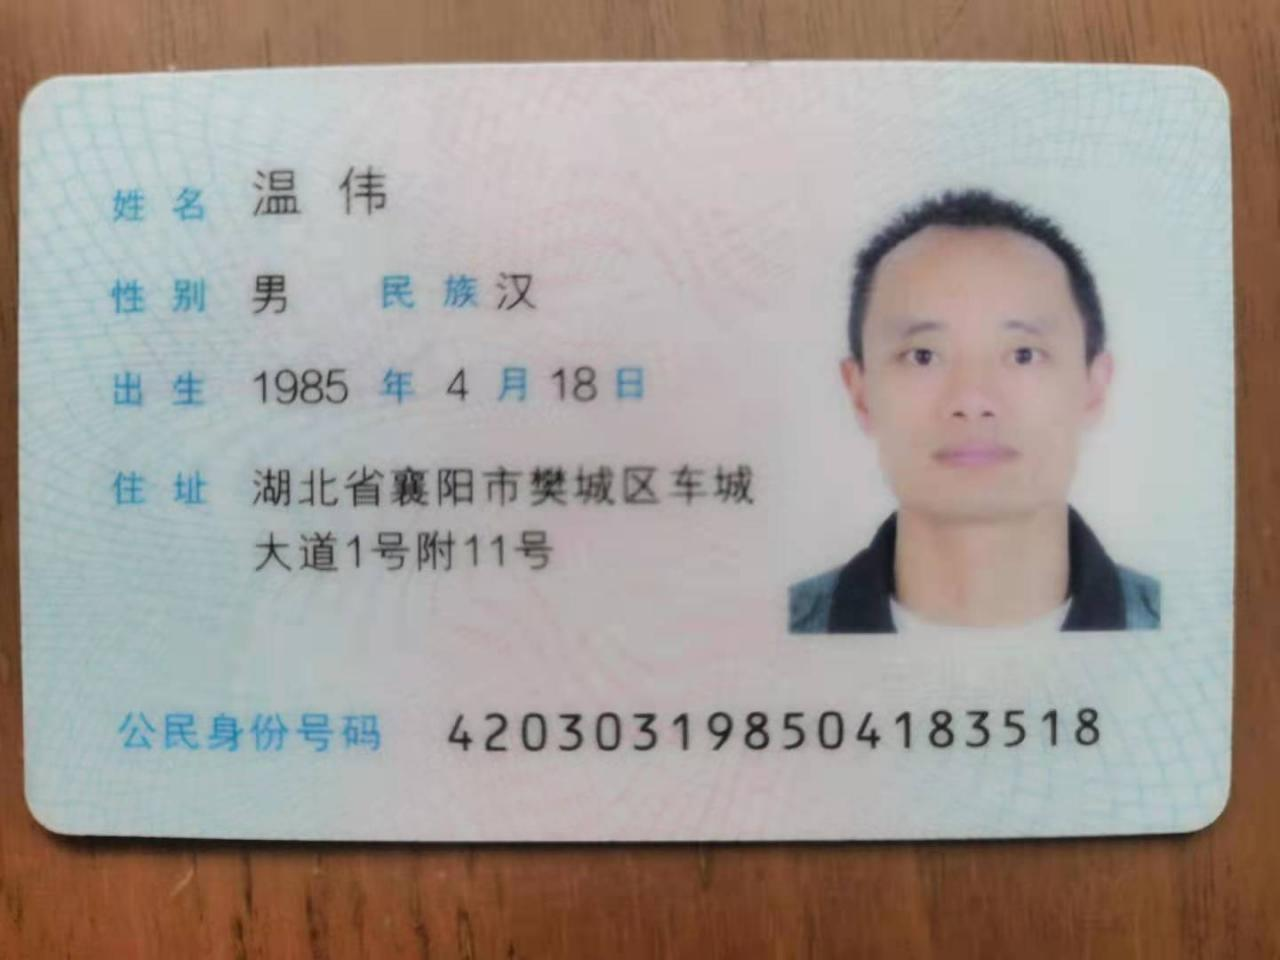 姓名 温伟
性别 男 民族 汉
出生 1985 年 4 月 18 日
住址 湖北省襄阳市樊城区车城
大道1号附11号
公民身份号码 420303198504183518